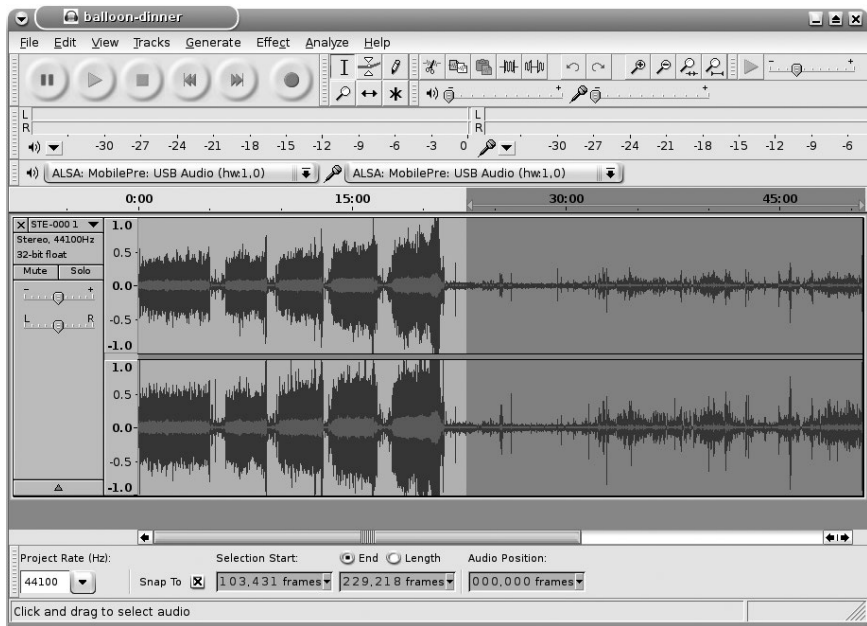 balloon-dinner
File Edit View Tracks Generate Effect Analyze Help
L
R
L
R
-30 -27 -24 -21 -18 -15 -12 -9 -6 -3 0
-30 -27 -24 -21 -18 -15 -12 -9 -6
ALSA: MobilePre: USB Audio (hw:1,0)
ALSA: MobilePre: USB Audio (hw:1,0)
0:00 15:00 30:00 45:00
STE-000 1
Stereo, 44100Hz
32-bit float
Mute Solo
- +
L R
1.0
0.5
0.0
-0.5
-1.0
1.0
0.5
0.0
-0.5
-1.0
Project Rate (Hz): Selection Start: End Length Audio Position:
44100 Snap To 103,431 frames 229,218 frames 000,000 frames
Click and drag to select audio